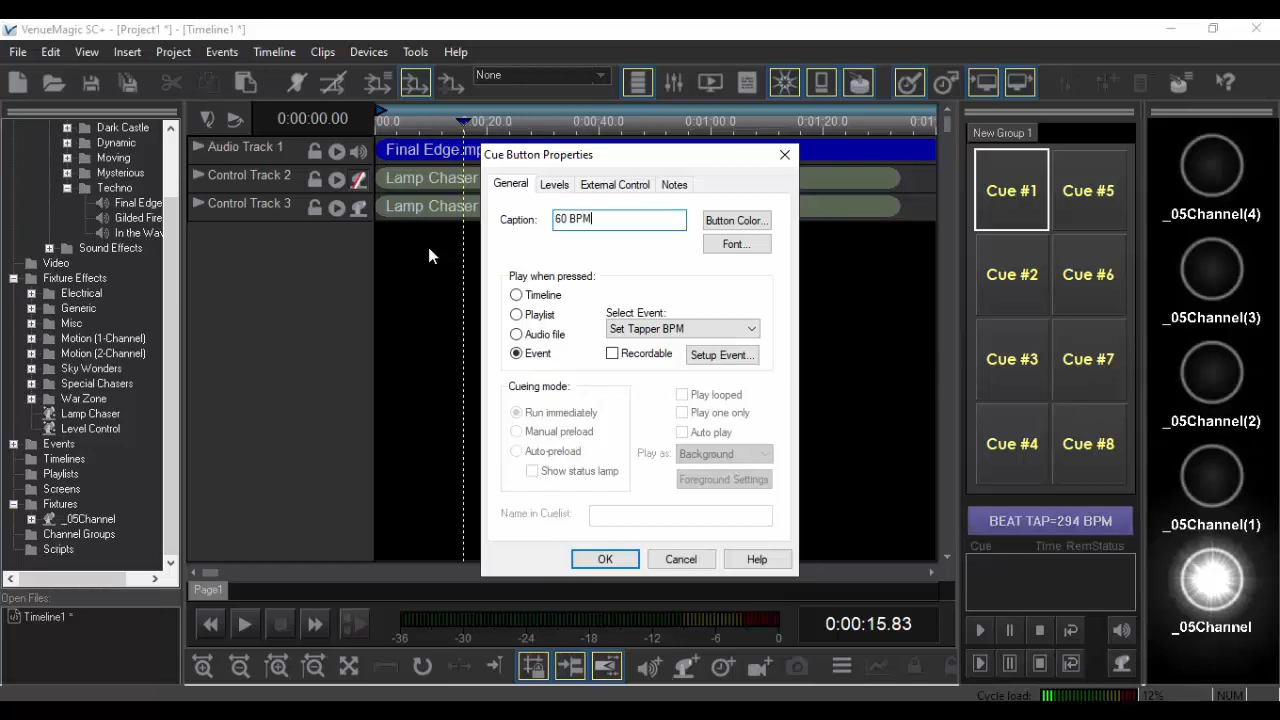 VenueMagic SC+ - [Project1 *] - [Timeline1 *]
File Edit View Insert Project Events Timeline Clips Devices Tools Help
None
0:00:00.00
00.0 00:20.0 0:00:40.0 0:01:00.0 0:01:20.0 0:01
Dark Castle
Dynamic
Moving
Mysterious
Techno
Final Edge
Gilded Fire
In the Wav
Sound Effects
Video
Fixture Effects
Electrical
Generic
Misc
Motion (1-Channel)
Motion (2-Channel)
Sky Wonders
Special Chasers
War Zone
Lamp Chaser
Level Control
Events
Timelines
Playlists
Screens
Fixtures
_05Channel
Channel Groups
Scripts
Open Files:
Timeline1 *
Audio Track 1
Final Edge.mp
Control Track 2
Lamp Chaser
Control Track 3
Lamp Chaser
Cue Button Properties
General Levels External Control Notes
Caption: 60 BPM
Button Color...
Font...
Play when pressed:
Timeline
Playlist
Audio file
Event
Select Event:
Set Tapper BPM
Recordable
Setup Event...
Cueing mode:
Run immediately
Manual preload
Auto-preload
Show status lamp
Play looped
Play one only
Auto play
Play as: Background
Foreground Settings
Name in Cuelist:
OK Cancel Help
Page1
-36 -30 -24 -18 -12 -6 0
0:00:15.83
New Group 1
Cue #1 Cue #5
Cue #2 Cue #6
Cue #3 Cue #7
Cue #4 Cue #8
BEAT TAP=294 BPM
Cue Time RemStatus
_05Channel(4)
_05Channel(3)
_05Channel(2)
_05Channel(1)
_05Channel
Cycle load: 12% NUM